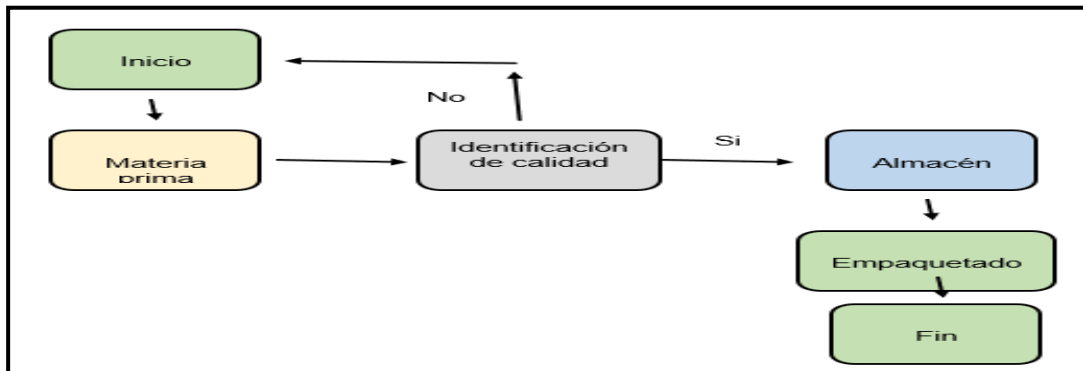 Inicio
No
Materia
prima
Identificación
de calidad
Si
Almacén
Empaquetado
Fin